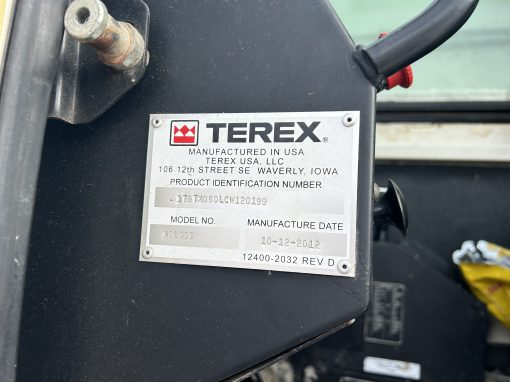 TEREX®
MANUFACTURED IN USA
TEREX USA, LLC
106 12th STREET SE WAVERLY, IOWA
PRODUCT IDENTIFICATION NUMBER
MODEL NO.
MANUFACTURE DATE
10-12-2012
12400-2032 REV D